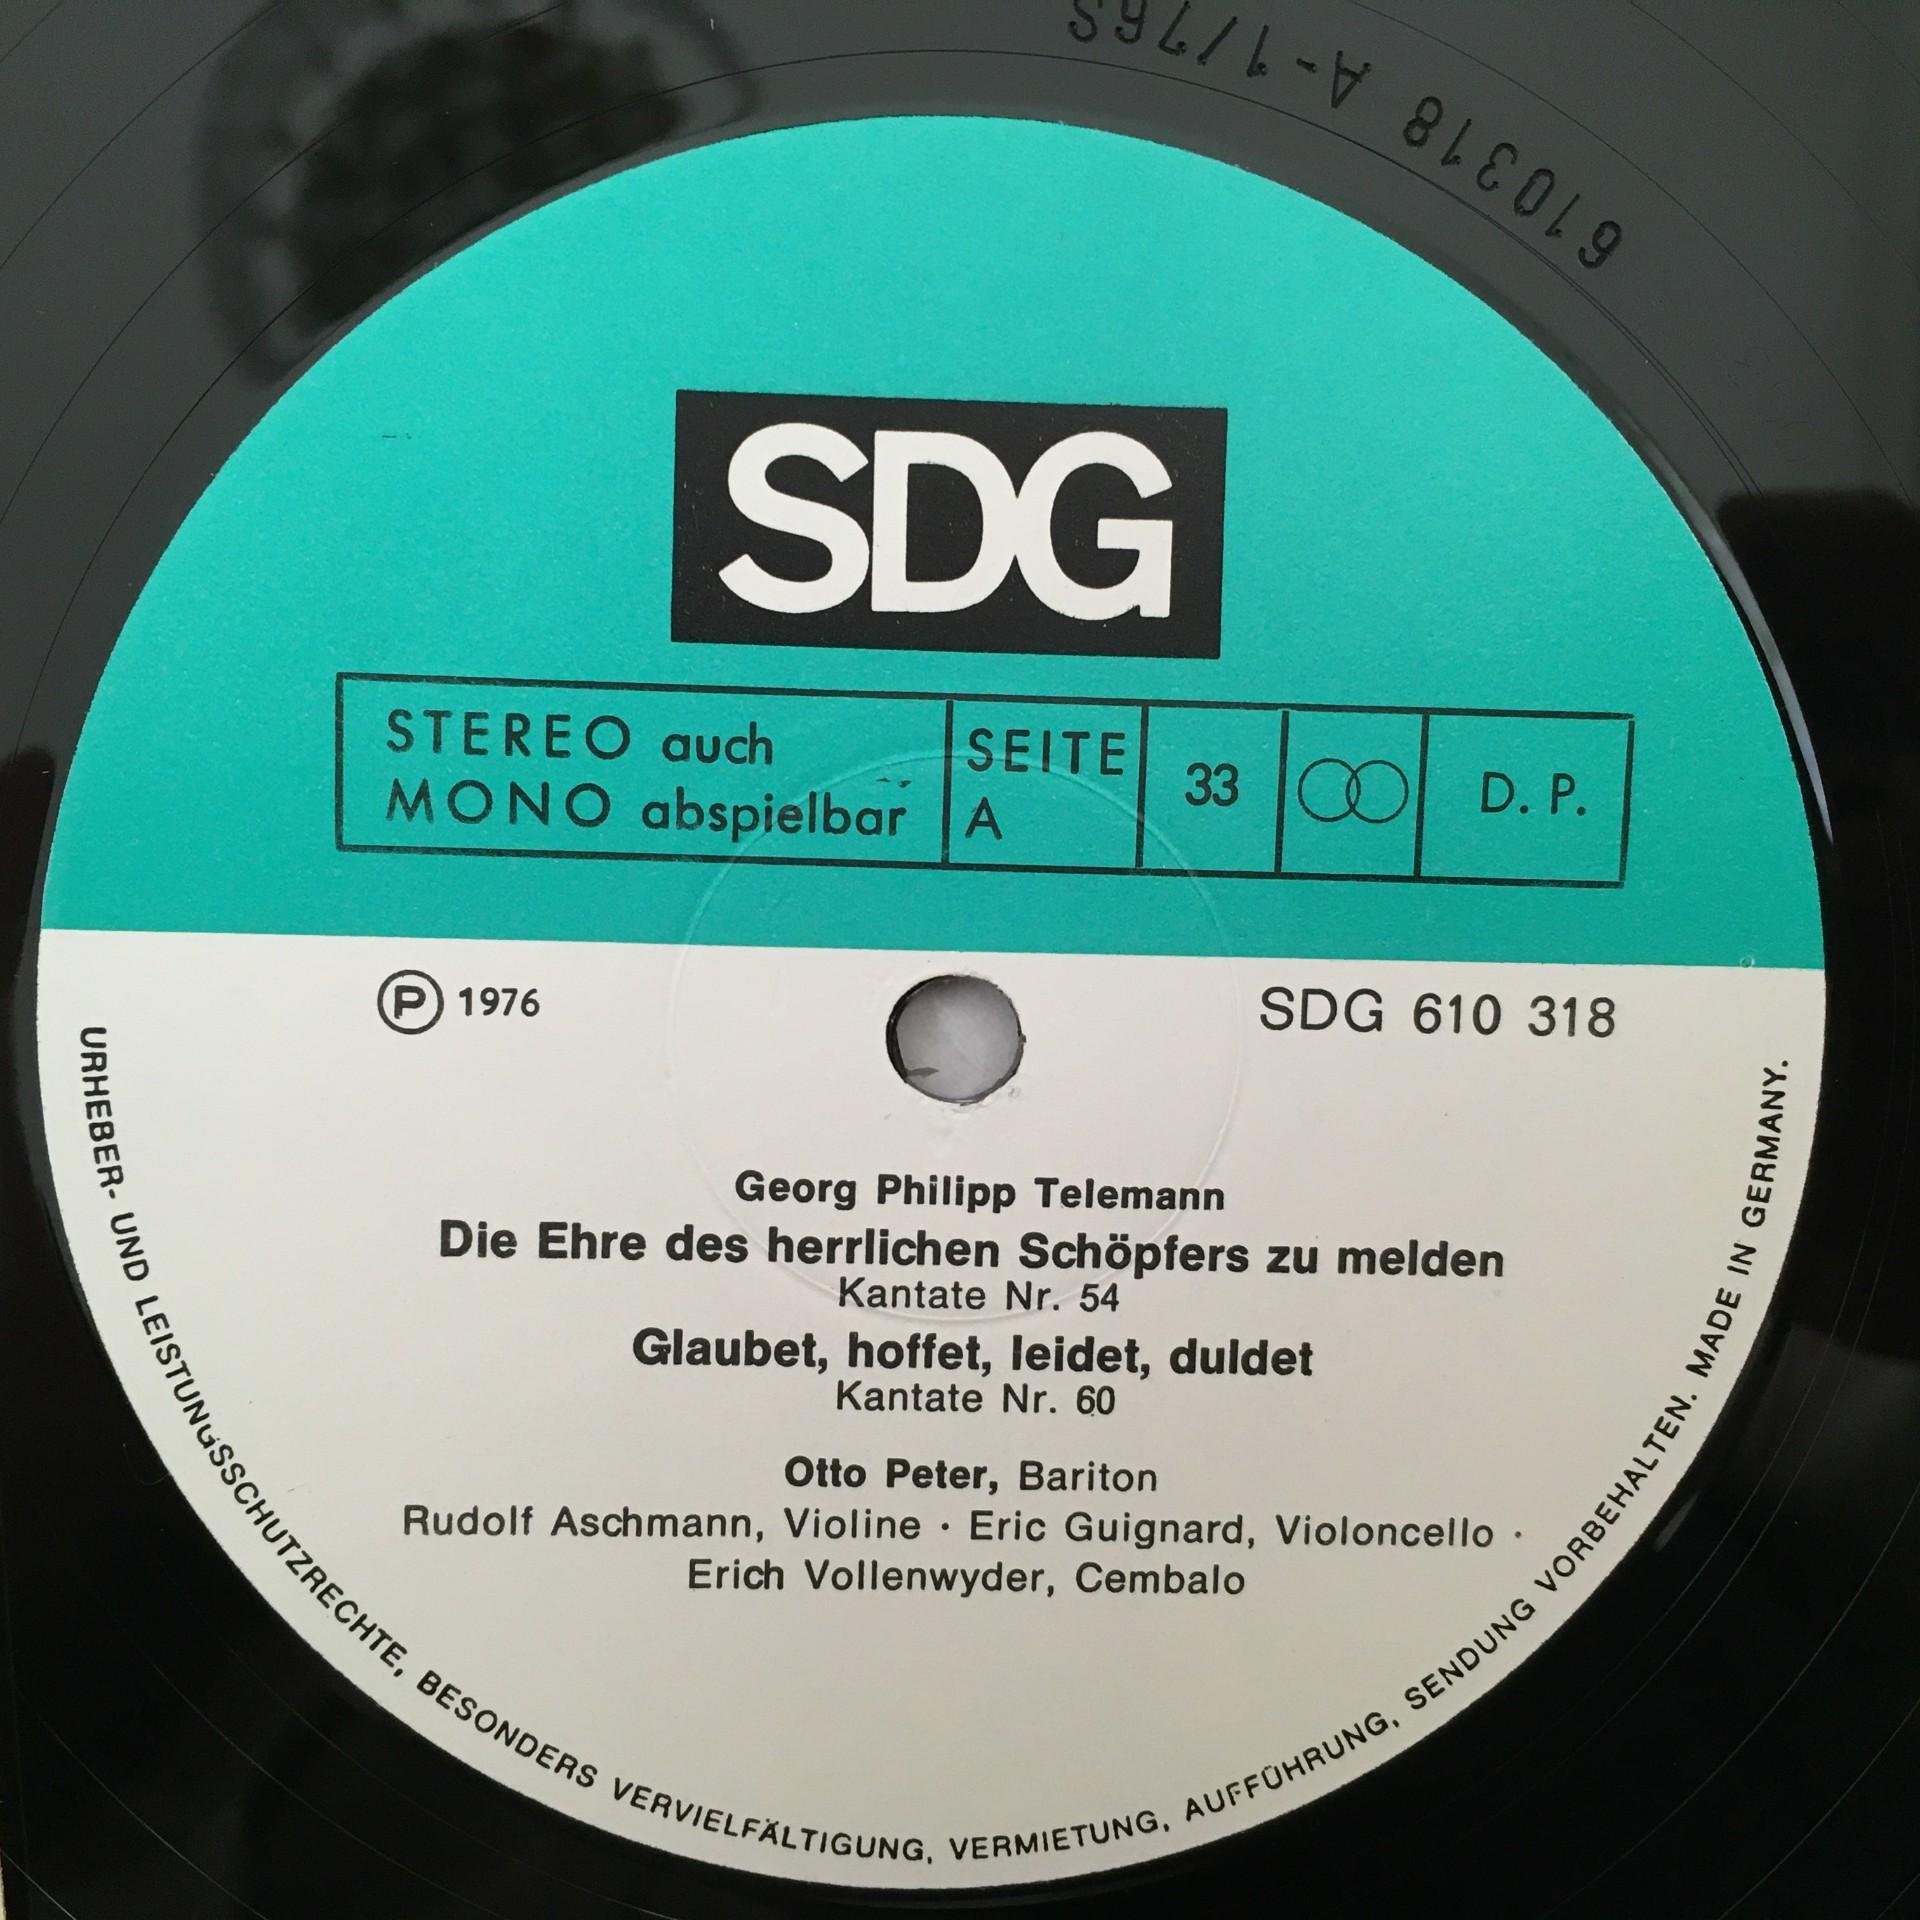 610318 A-1/76S
SDG
STEREO auch
MONO abspielbar
SEITE
A
33
D. P.
Ⓟ 1976
SDG 610 318
Georg Philipp Telemann
Die Ehre des herrlichen Schöpfers zu melden
Kantate Nr. 54
Glaubet, hoffet, leidet, duldet
Kantate Nr. 60
Otto Peter, Bariton
Rudolf Aschmann, Violine · Eric Guignard, Violoncello ·
Erich Vollenwyder, Cembalo
URHEBER- UND LEISTUNGSSCHUTZRECHTE, BESONDERS VERVIELFÄLTIGUNG, VERMIETUNG, AUFFÜHRUNG, SENDUNG VORBEHALTEN. MADE IN GERMANY.